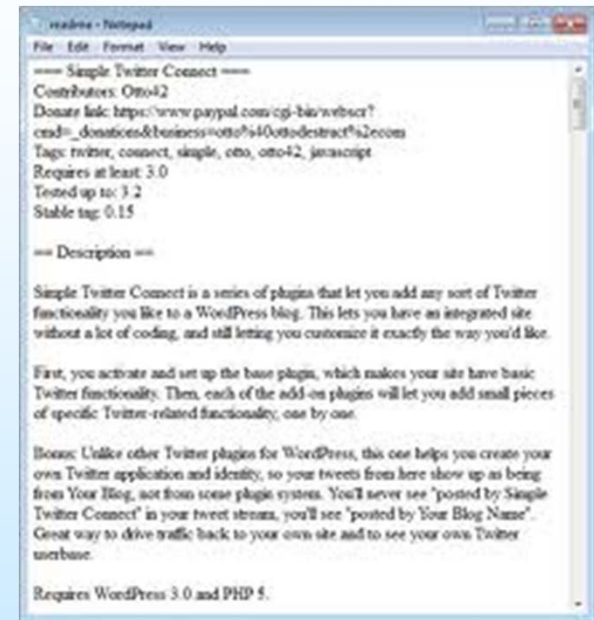 readme - Notepad
File Edit Format View Help
=== Simple Twitter Connect ===
Contributors: Otto42
Donate link: https://www.paypal.com/cgi-bin/webscr?
cmd=_donations&business=otto%40ottodestruct%2ecom
Tags: twitter, connect, simple, otto, otto42, javascript
Requires at least: 3.0
Tested up to: 3.2
Stable tag: 0.15
== Description ==
Simple Twitter Connect is a series of plugins that let you add any sort of Twitter
functionality you like to a WordPress blog. This lets you have an integrated site
without a lot of coding, and still letting you customize it exactly the way you'd like.
First, you activate and set up the base plugin, which makes your site have basic
Twitter functionality. Then, each of the add-on plugins will let you add small pieces
of specific Twitter-related functionality, one by one.
Bonus: Unlike other Twitter plugins for WordPress, this one helps you create your
own Twitter application and identity, so your tweets from here show up as being
from Your Blog, not from some plugin system. You'll never see "posted by Simple
Twitter Connect" in your tweet stream, you'll see "posted by Your Blog Name".
Great way to drive traffic back to your own site and to see your own Twitter
userbase.
Requires WordPress 3.0 and PHP 5.